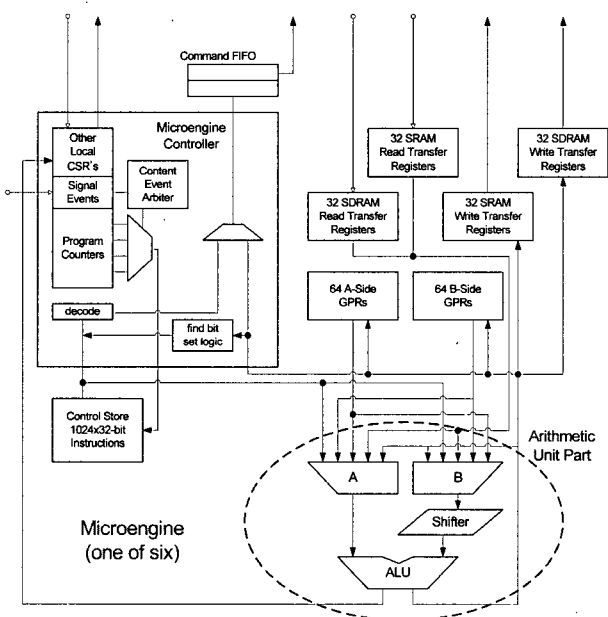 Command FIFO
Microengine
Controller
Other
Local
CSR's
Signal
Events
Program
Counters
Content
Event
Arbiter
decode
find bit
set logic
Control Store
1024x32-bit
Instructions
32 SRAM
Read Transfer
Registers
32 SDRAM
Write Transfer
Registers
32 SDRAM
Read Transfer
Registers
32 SRAM
Write Transfer
Registers
64 A-Side
GPRs
64 B-Side
GPRs
Arithmetic
Unit Part
A
B
Shifter
ALU
Microengine
(one of six)